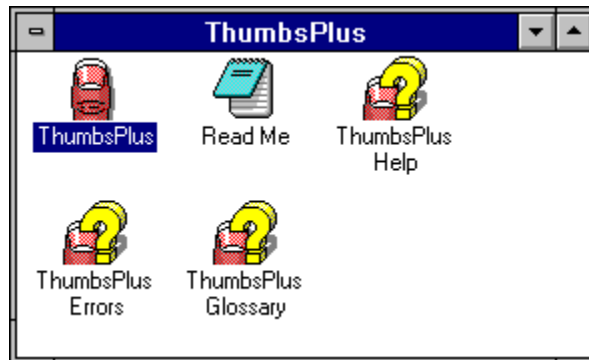 ThumbsPlus
ThumbsPlus
Read Me
ThumbsPlus
Help
ThumbsPlus
Errors
ThumbsPlus
Glossary